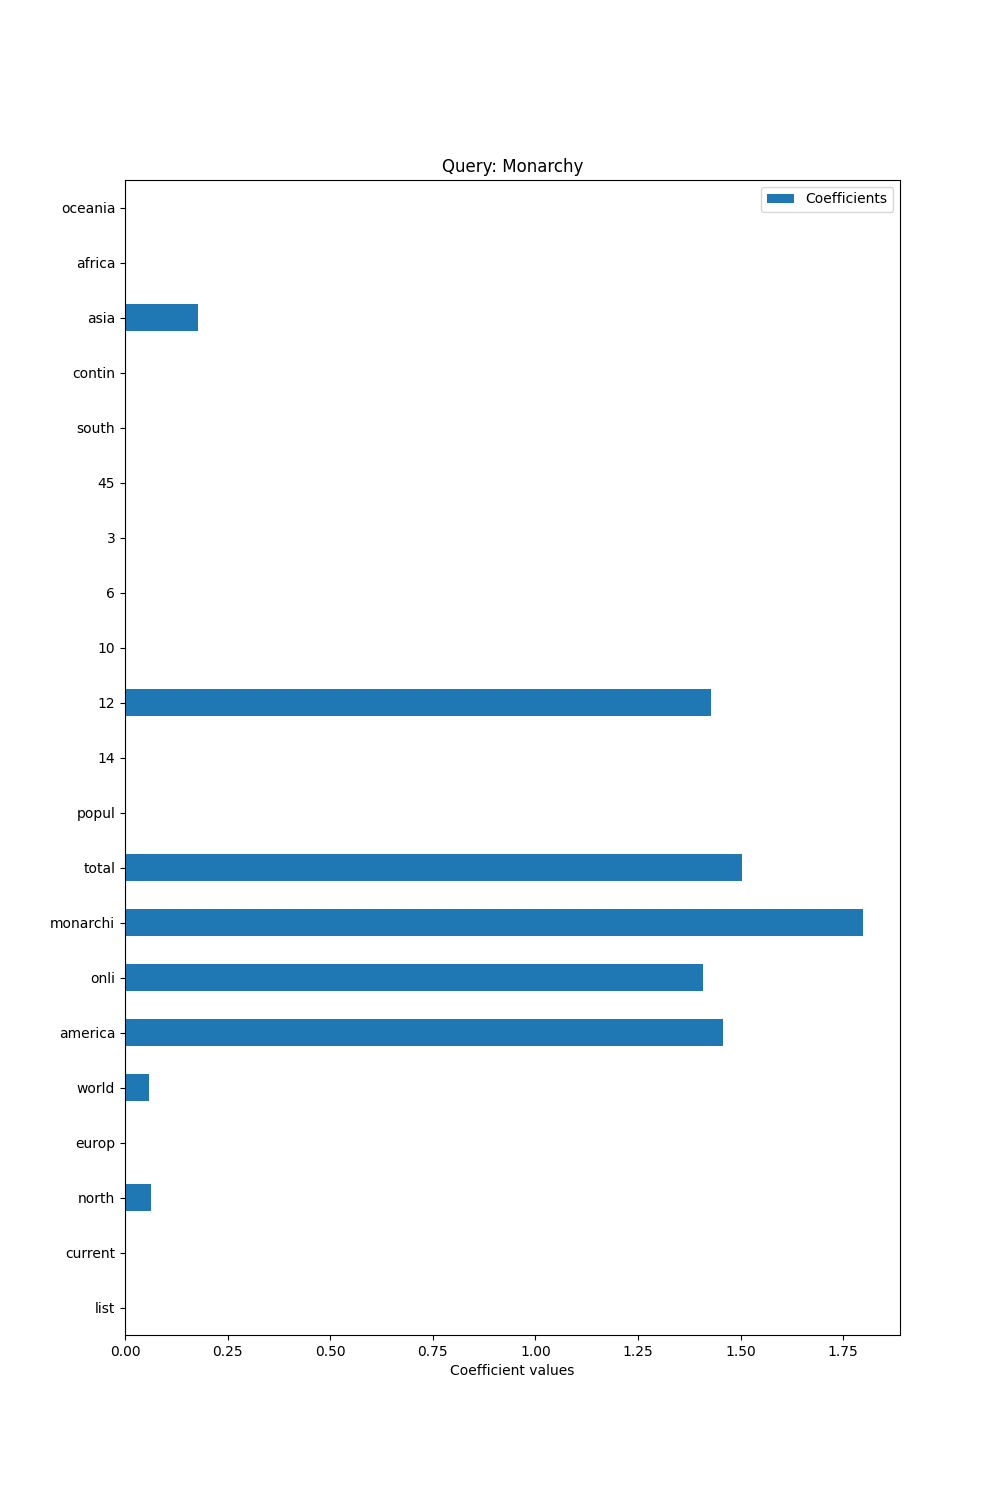 Query: Monarchy
Coefficients
oceania
africa
asia
contin
south
45
3
6
10
12
14
popul
total
monarchi
onli
america
world
europ
north
current
list
0.00 0.25 0.50 0.75 1.00 1.25 1.50 1.75
Coefficient values